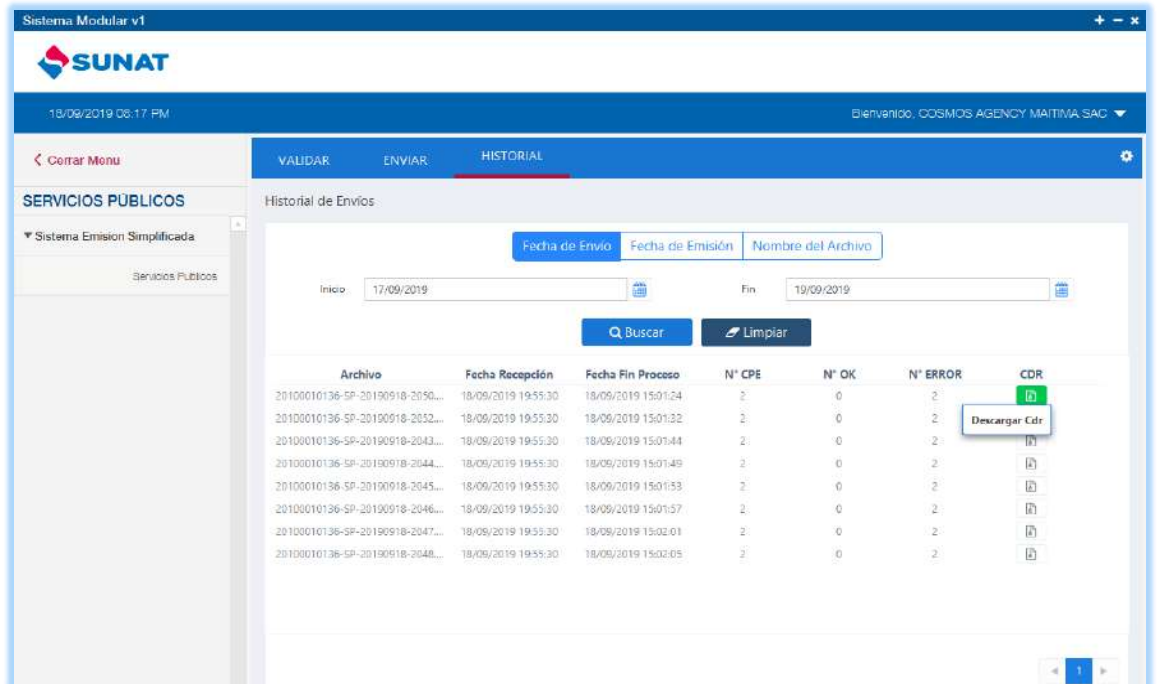 Sistema Modular v1
SUNAT
18/09/2019 08:17 PM
Bienvenido, COSMOS AGENCY MAITIMA SAC
Cerrar Menu
VALIDAR ENVIAR HISTORIAL
SERVICIOS PÚBLICOS
Historial de Envíos
Sistema Emision Simplificada
Servicios Publicos
Fecha de Envío Fecha de Emisión Nombre del Archivo
Inicio 17/09/2019 Fin 19/09/2019
Buscar Limpiar
Archivo Fecha Recepción Fecha Fin Proceso N° CPE N° OK N° ERROR CDR
20100010136-SP-20190918-2050,... 18/09/2019 19:55:30 18/09/2019 15:01:24 2 0 2
20100010136-SP-20190918-2052,... 18/09/2019 19:55:30 18/09/2019 15:01:32 2 0 2
Descargar Cdr
20100010136-SP-20190918-2043,... 18/09/2019 19:55:30 18/09/2019 15:01:44 2 0 2
20100010136-SP-20190918-2044,... 18/09/2019 19:55:30 18/09/2019 15:01:49 2 0 2
20100010136-SP-20190918-2045,... 18/09/2019 19:55:30 18/09/2019 15:01:53 2 0 2
20100010136-SP-20190918-2046,... 18/09/2019 19:55:30 18/09/2019 15:01:57 2 0 2
20100010136-SP-20190918-2047,... 18/09/2019 19:55:30 18/09/2019 15:02:01 2 0 2
20100010136-SP-20190918-2048,... 18/09/2019 19:55:30 18/09/2019 15:02:05 2 0 2
1